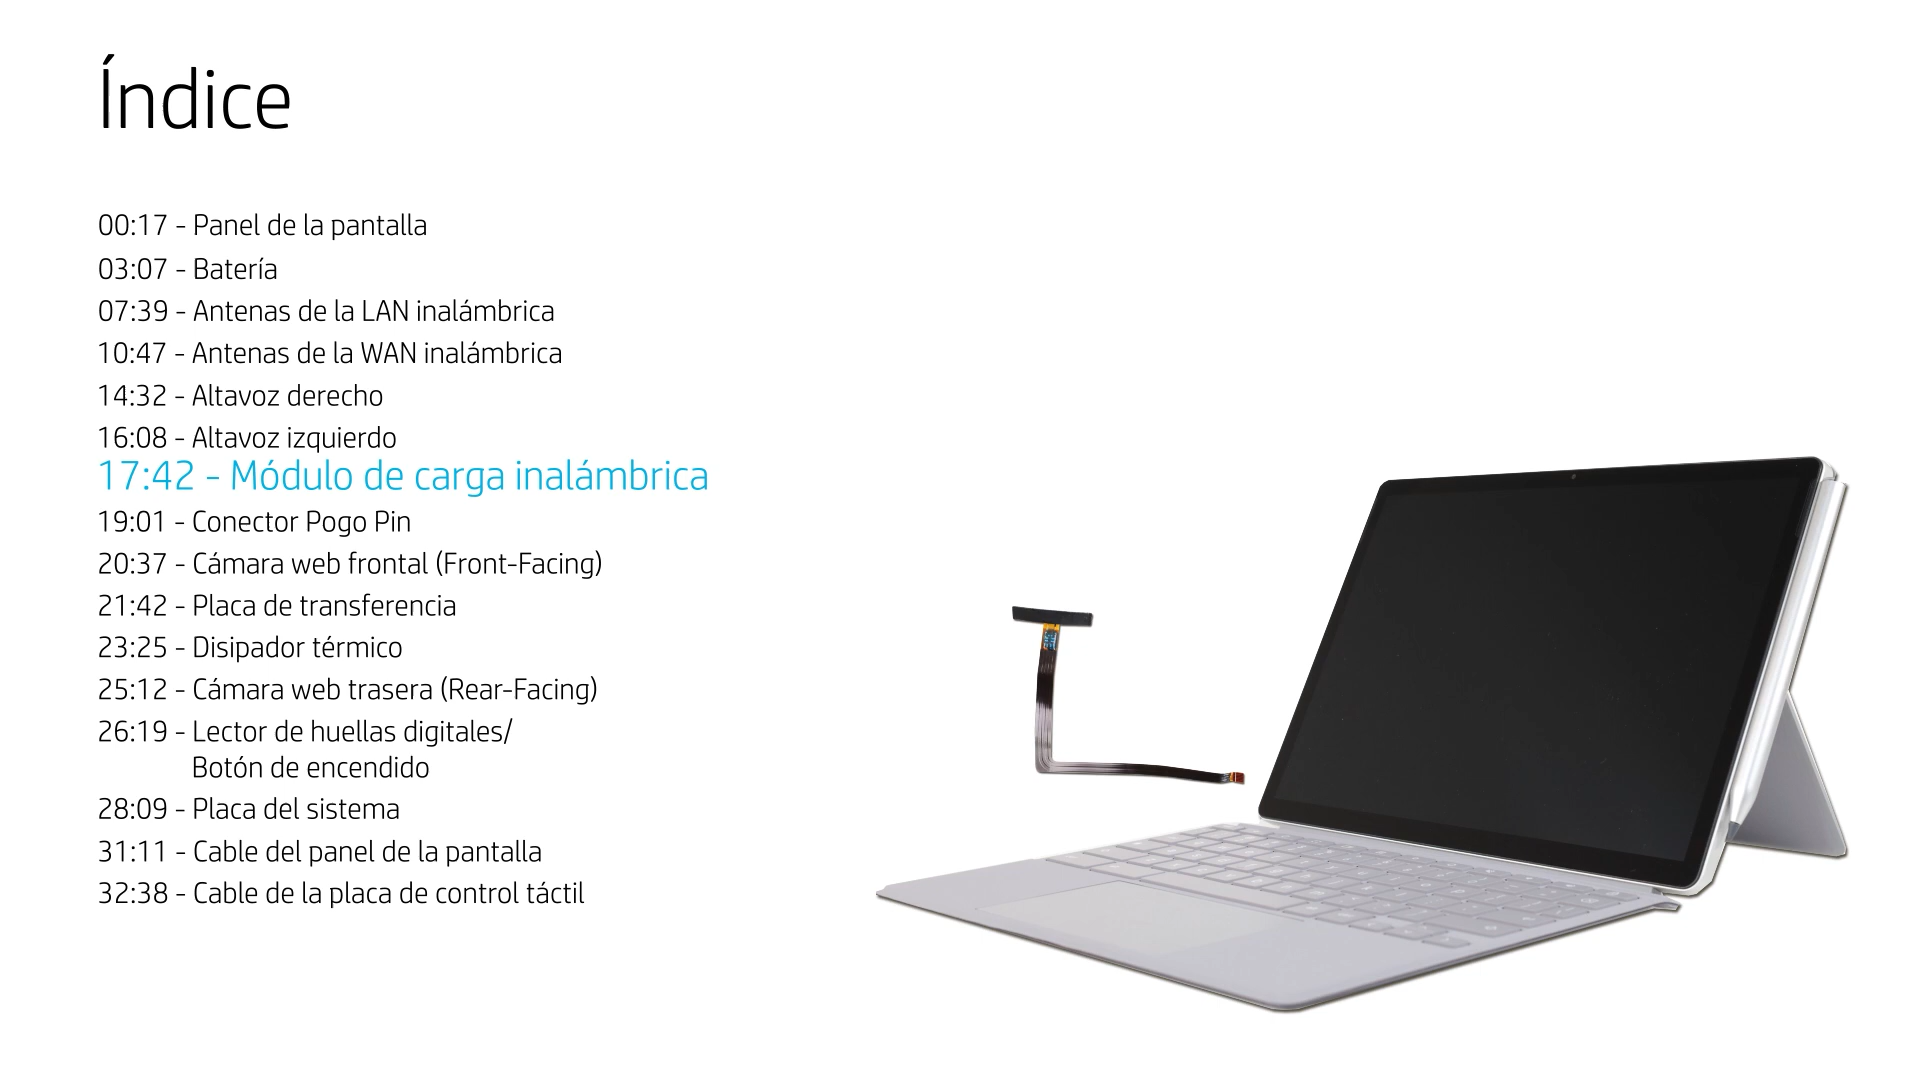 Índice
00:17 - Panel de la pantalla
03:07 - Batería
07:39 - Antenas de la LAN inalámbrica
10:47 - Antenas de la WAN inalámbrica
14:32 - Altavoz derecho
16:08 - Altavoz izquierdo
17:42 - Módulo de carga inalámbrica
19:01 - Conector Pogo Pin
20:37 - Cámara web frontal (Front-Facing)
21:42 - Placa de transferencia
23:25 - Disipador térmico
25:12 - Cámara web trasera (Rear-Facing)
26:19 - Lector de huellas digitales/
Botón de encendido
28:09 - Placa del sistema
31:11 - Cable del panel de la pantalla
32:38 - Cable de la placa de control táctil